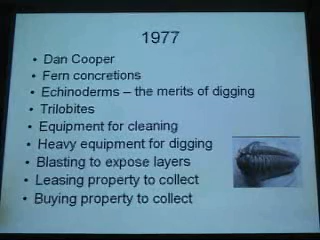 1977
• Dan Cooper
• Fern concretions
• Echinoderms – the merits of digging
• Trilobites
• Equipment for cleaning
• Heavy equipment for digging
• Blasting to expose layers
• Leasing property to collect
• Buying property to collect